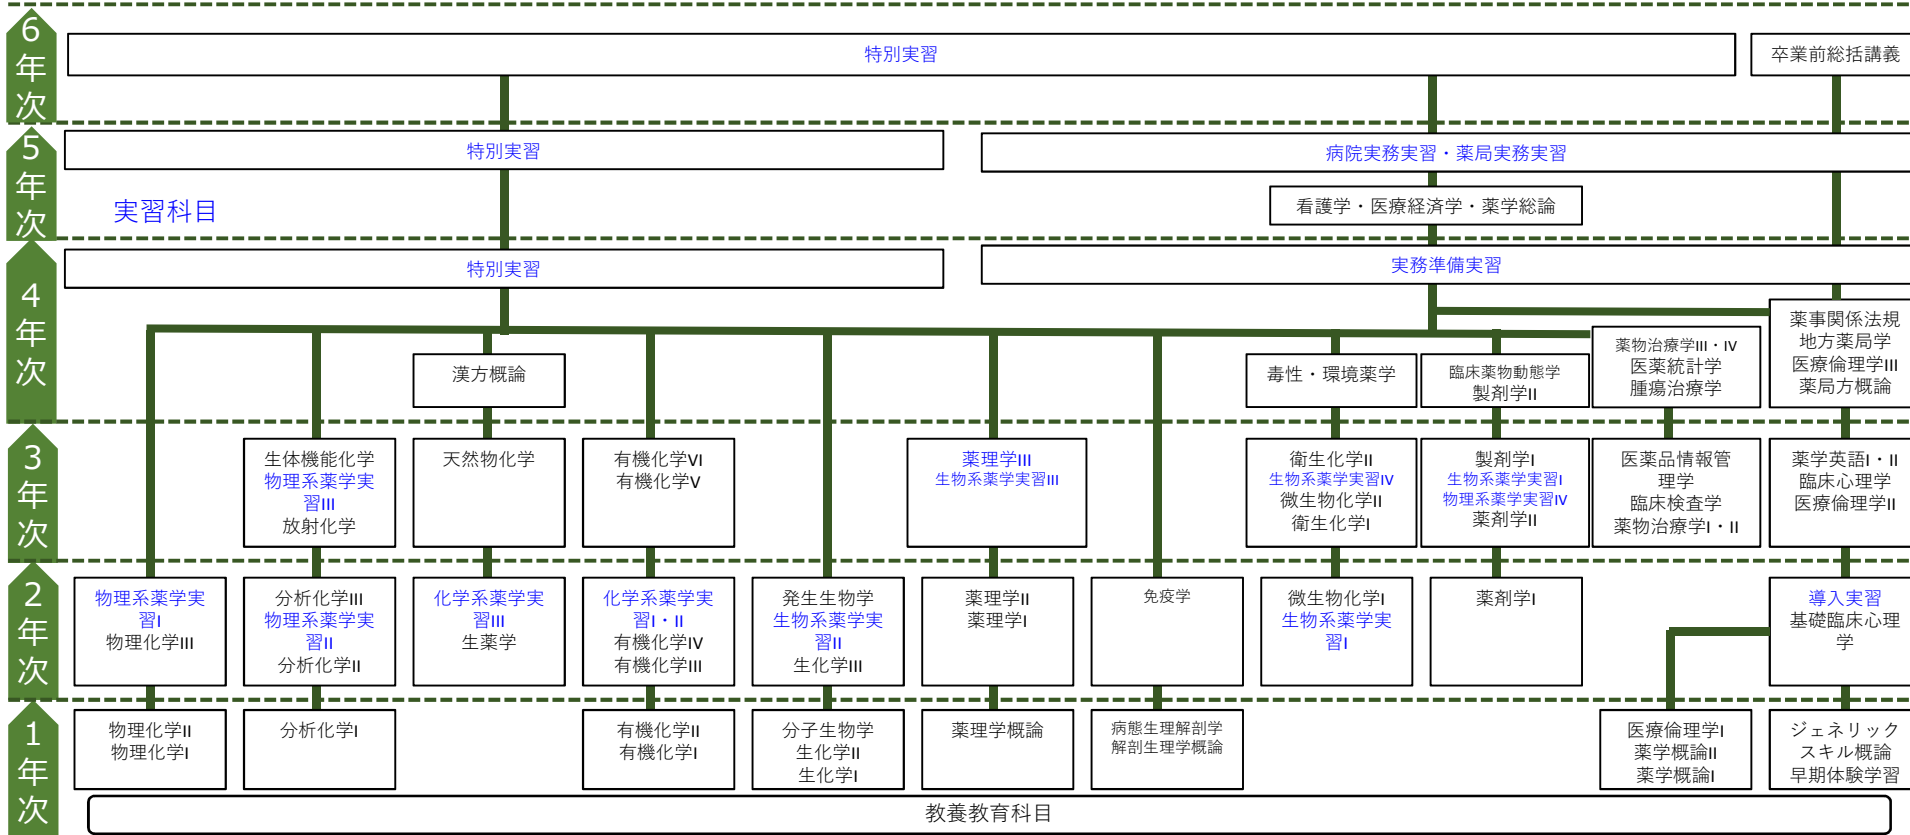 6
年
次
特別実習
卒業前総括講義
5
年
次
特別実習
病院実務実習・薬局実務実習
看護学・医療経済学・薬学総論
実習科目
4
年
次
特別実習
実務準備実習
漢方概論
毒性・環境薬学
臨床薬物動態学
製剤学II
薬物治療学III・IV
医薬統計学
腫瘍治療学
薬事関係法規
地方薬局学
医療倫理学III
薬局方概論
3
年
次
生体機能化学
物理系薬学実
習III
放射化学
天然物化学
有機化学VI
有機化学V
薬理学III
生物系薬学実習III
衛生化学II
生物系薬学実習IV
微生物化学II
衛生化学I
製剤学I
生物系薬学実習I
物理系薬学実習IV
薬剤学II
医薬品情報管
理学
臨床検査学
薬物治療学I・II
薬学英語I・II
臨床心理学
医療倫理学II
2
年
次
物理系薬学実
習I
物理化学III
分析化学III
物理系薬学実
習II
分析化学II
化学系薬学実
習III
生薬学
化学系薬学実
習I・II
有機化学IV
有機化学III
発生生物学
生物系薬学実
習II
生化学III
薬理学II
薬理学I
免疫学
微生物化学I
生物系薬学実
習I
薬剤学I
導入実習
基礎臨床心理
学
1
年
次
物理化学II
物理化学I
分析化学I
有機化学II
有機化学I
分子生物学
生化学II
生化学I
薬理学概論
病態生理解剖学
解剖生理学概論
医療倫理学I
薬学概論II
薬学概論I
ジェネリック
スキル概論
早期体験学習
教養教育科目